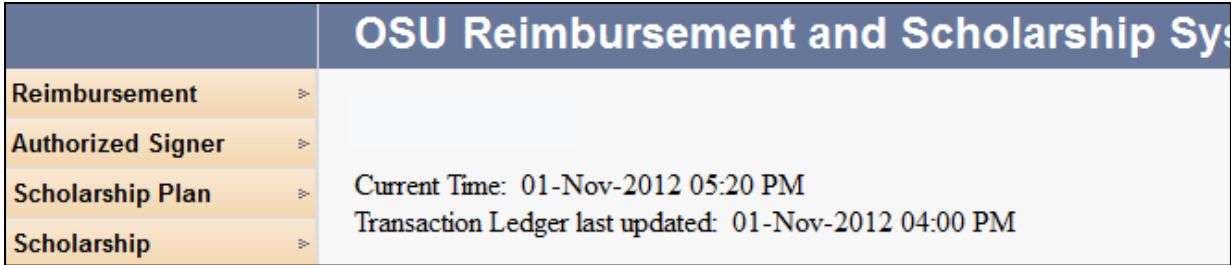 OSU Reimbursement and Scholarship
Reimbursement
Authorized Signer
Scholarship Plan
Scholarship
Current Time: 01-Nov-2012 05:20 PM
Transaction Ledger last updated: 01-Nov-2012 04:00 PM